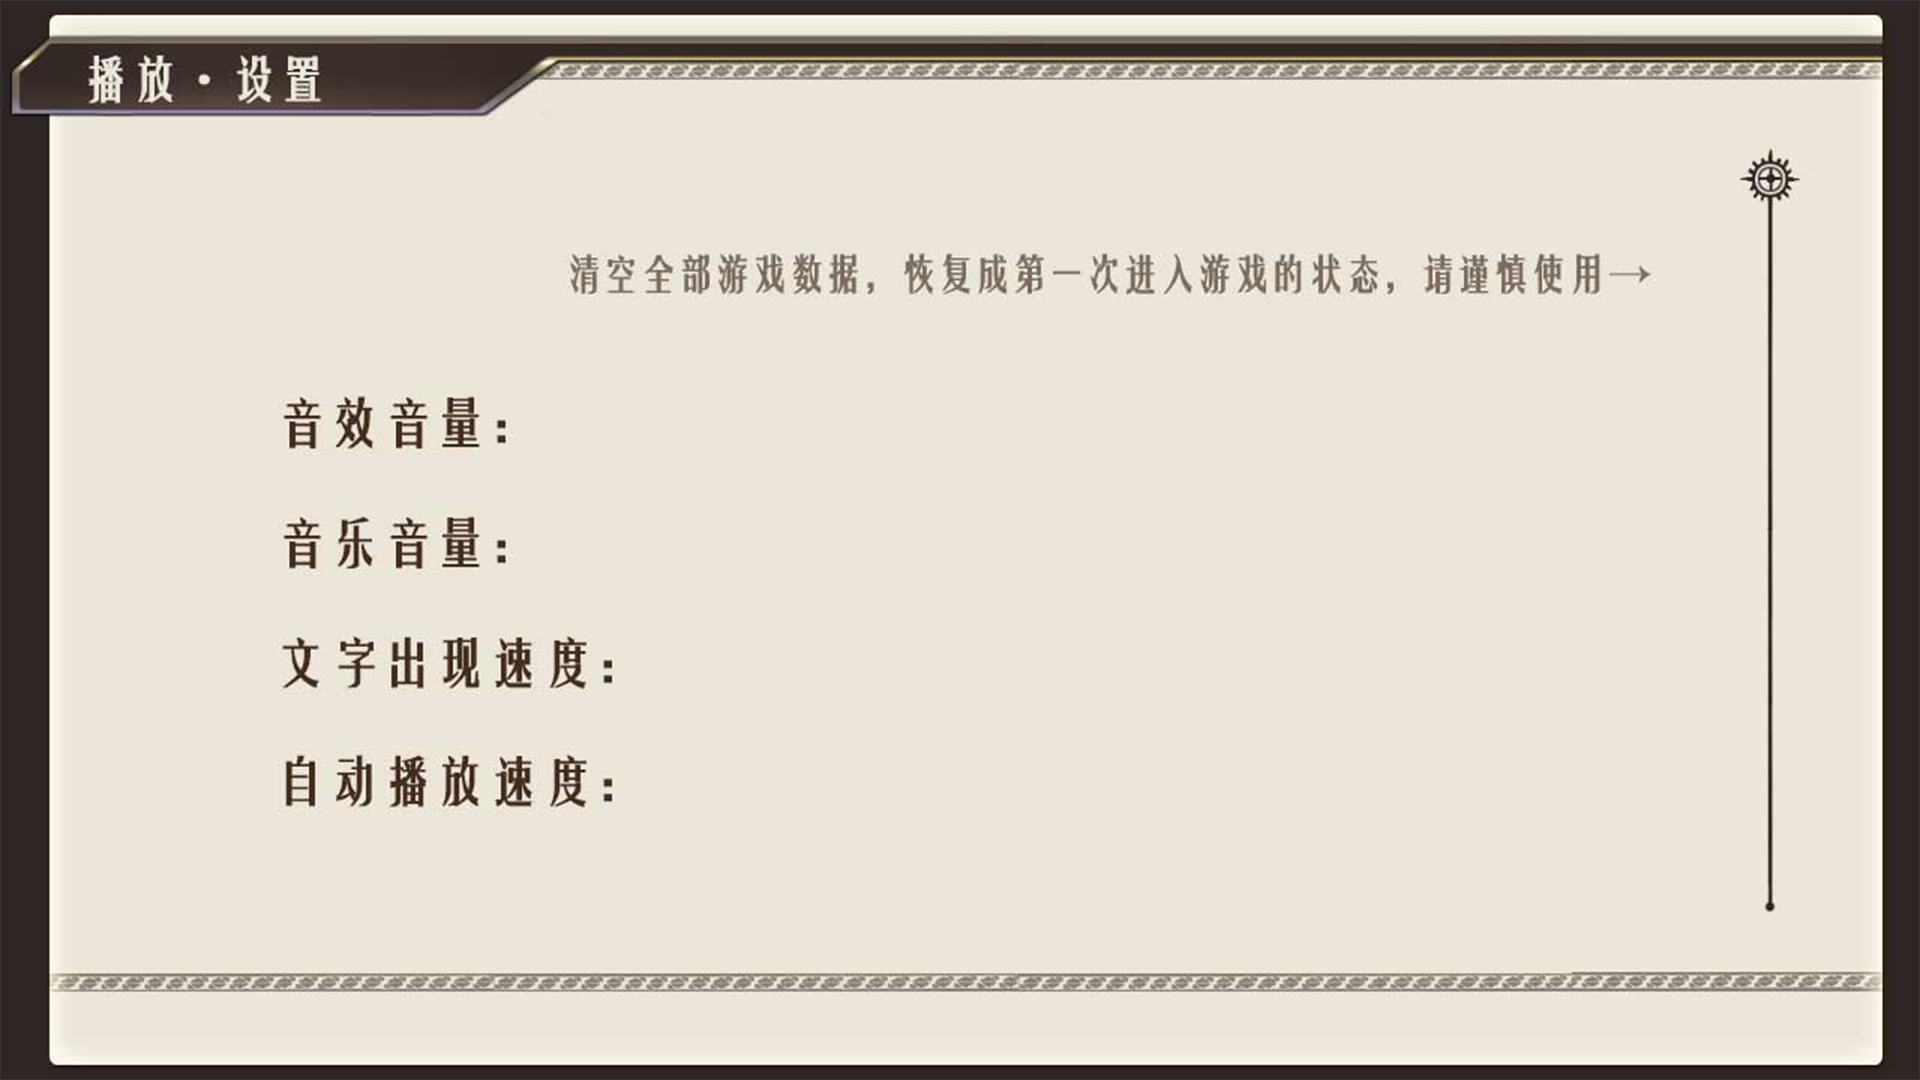 播放·设置
清空全部游戏数据，恢复成第一次进入游戏的状态，请谨慎使用→
音效音量：
音乐音量：
文字出现速度：
自动播放速度：